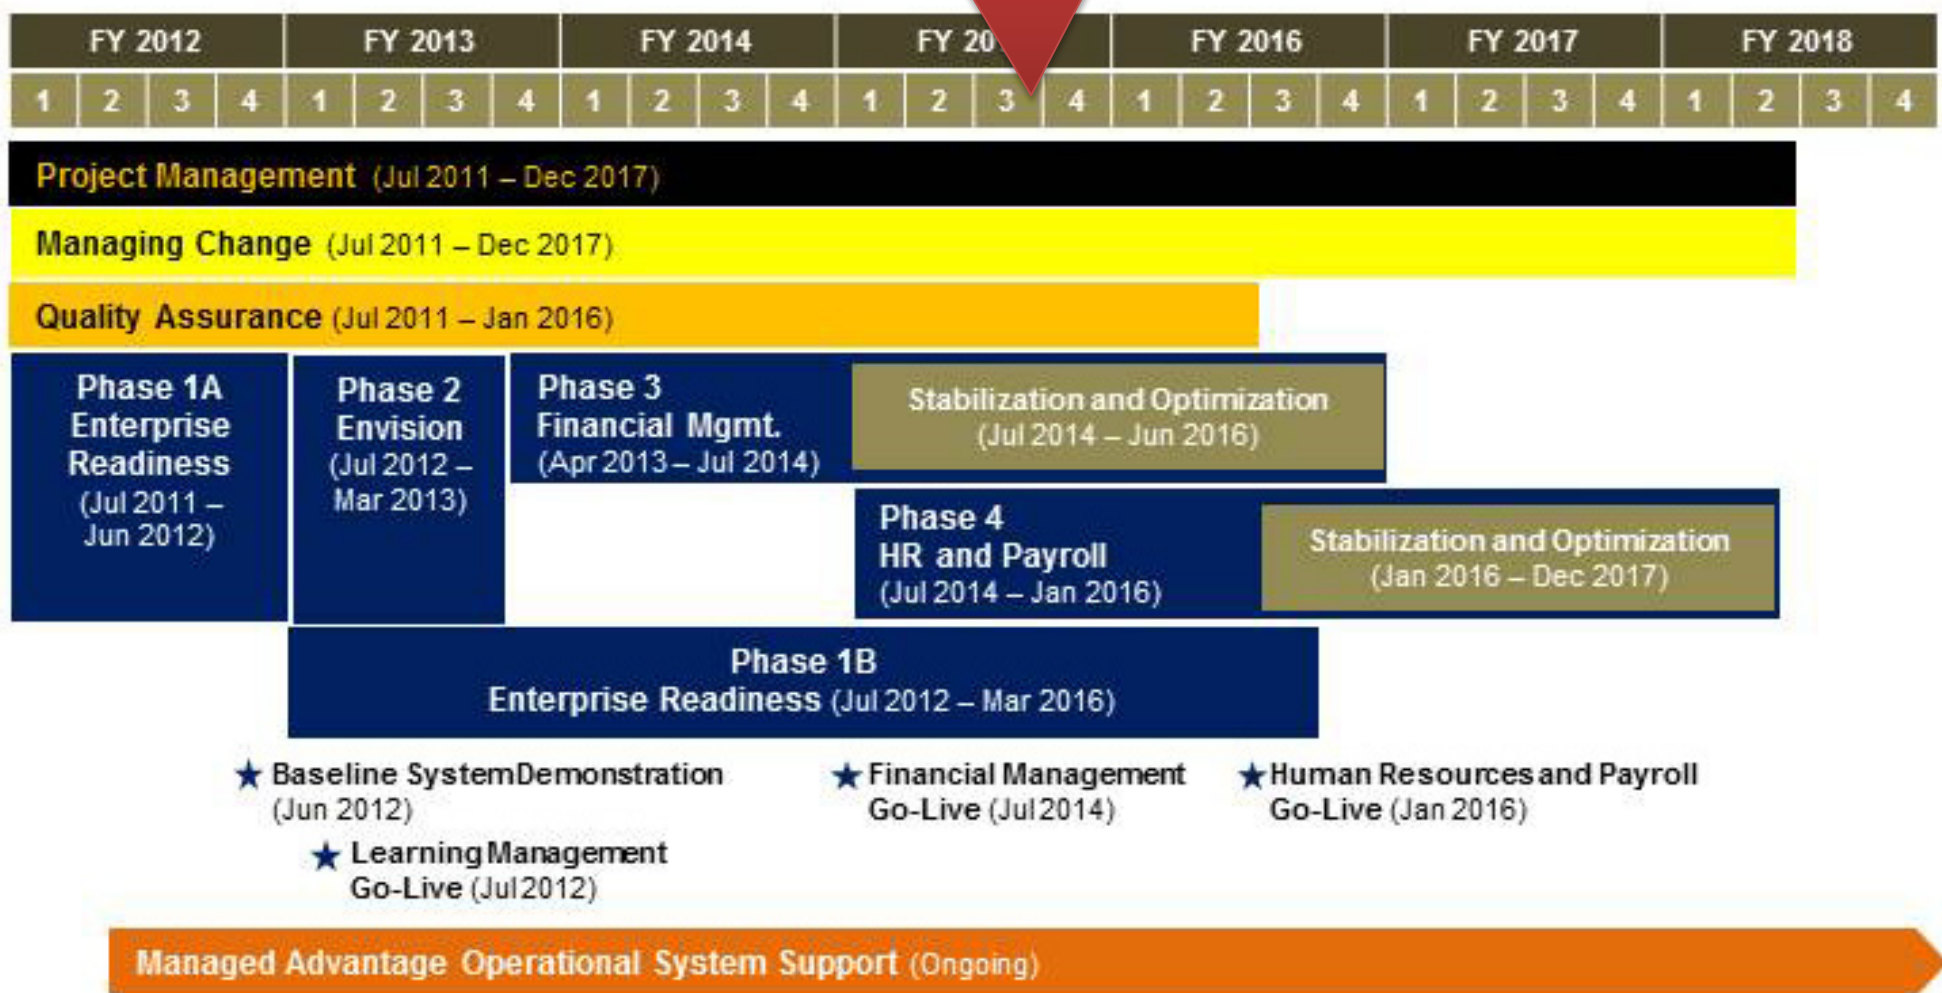 FY 2012 FY 2013 FY 2014 FY 20 FY 2016 FY 2017 FY 2018
1 2 3 4 1 2 3 4 1 2 3 4 1 2 3 4 1 2 3 4 1 2 3 4 1 2 3 4
Project Management (Jul 2011 – Dec 2017)
Managing Change (Jul 2011 – Dec 2017)
Quality Assurance (Jul 2011 – Jan 2016)
Phase 1A
Enterprise
Readiness
(Jul 2011 –
Jun 2012)
Phase 2
Envision
(Jul 2012 –
Mar 2013)
Phase 3
Financial Mgmt.
(Apr 2013 – Jul 2014)
Stabilization and Optimization
(Jul 2014 – Jun 2016)
Phase 4
HR and Payroll
(Jul 2014 – Jan 2016)
Stabilization and Optimization
(Jan 2016 – Dec 2017)
Phase 1B
Enterprise Readiness (Jul 2012 – Mar 2016)
Baseline System Demonstration
(Jun 2012)
Financial Management
Go-Live (Jul 2014)
Human Resources and Payroll
Go-Live (Jan 2016)
Learning Management
Go-Live (Jul 2012)
Managed Advantage Operational System Support (Ongoing)